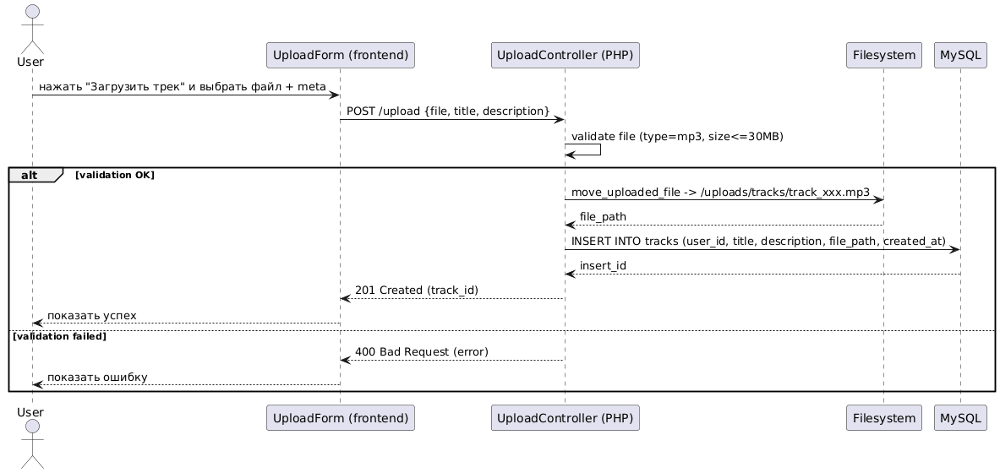 User
UploadForm (frontend)
UploadController (PHP)
Filesystem
MySQL
нажать "Загрузить трек" и выбрать файл + meta
POST /upload {file, title, description}
validate file (type=mp3, size<=30MB)
alt
[validation OK]
move_uploaded_file -> /uploads/tracks/track_xxx.mp3
file_path
INSERT INTO tracks (user_id, title, description, file_path, created_at)
insert_id
201 Created (track_id)
показать успех
[validation failed]
400 Bad Request (error)
показать ошибку
User
UploadForm (frontend)
UploadController (PHP)
Filesystem
MySQL